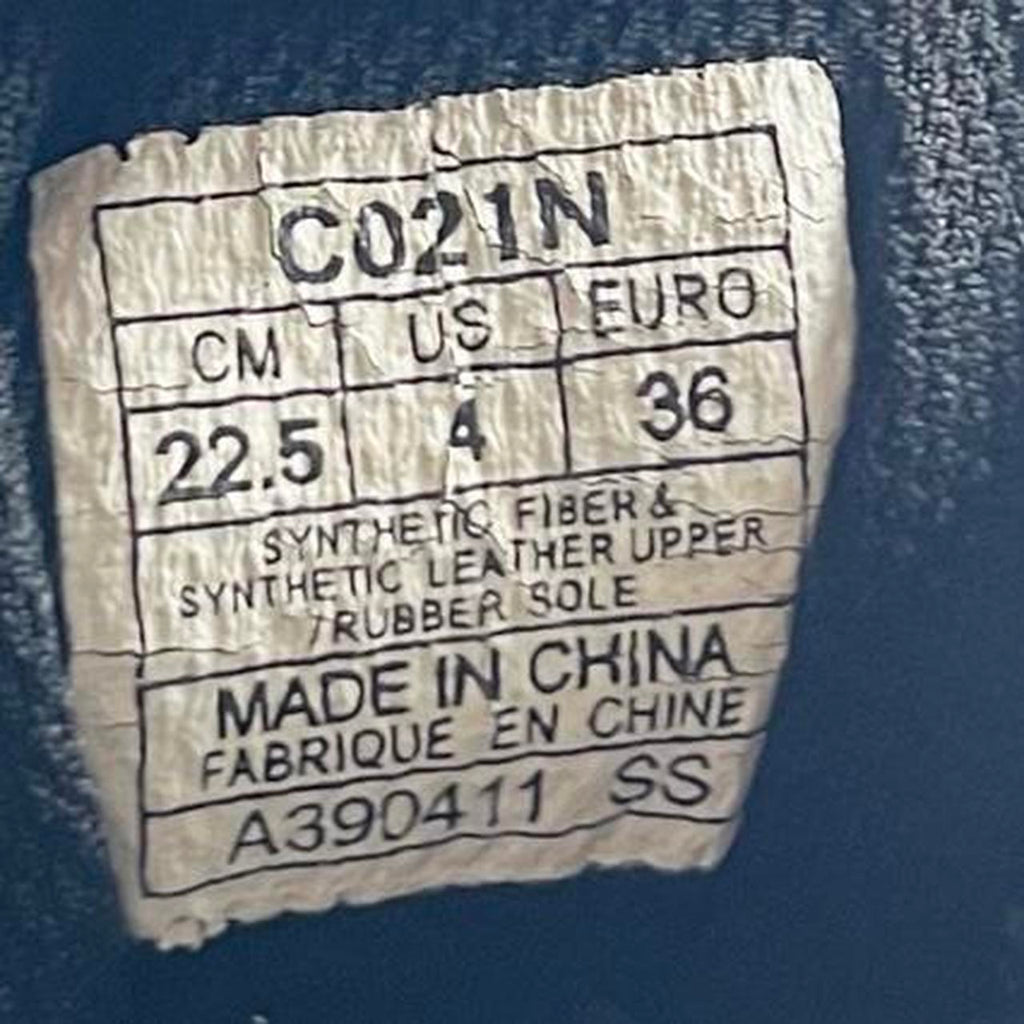 C021N
CM US EURO
22.5 4 36
SYNTHETIC FIBER &
SYNTHETIC LEATHER UPPER
/RUBBER SOLE
MADE IN CHINA
FABRIQUE EN CHINE
A390411 SS